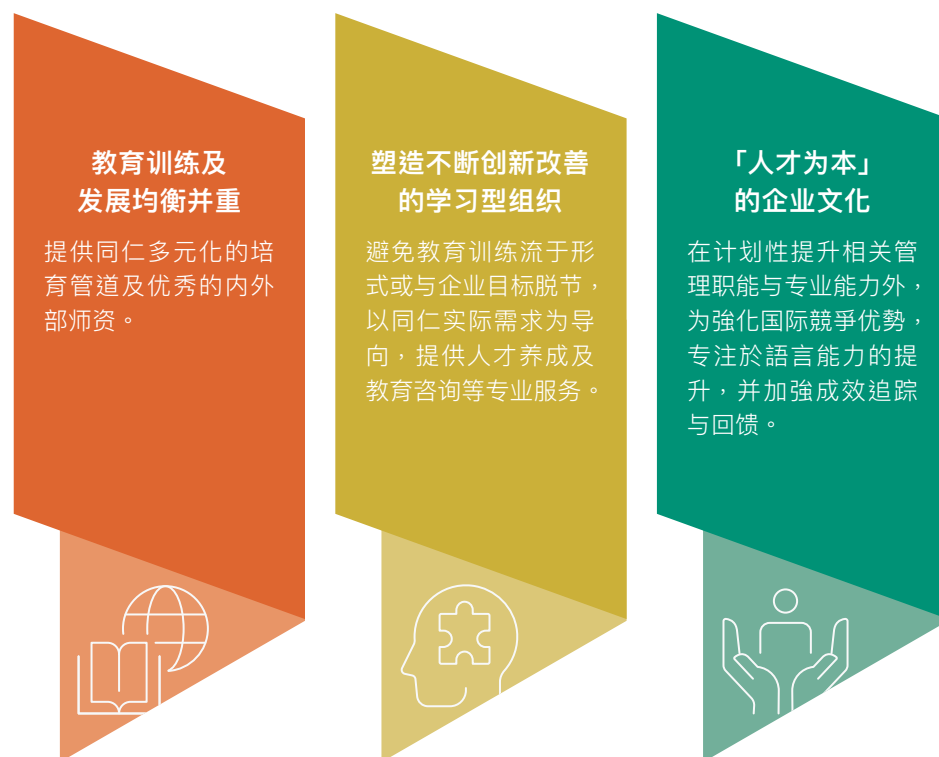 教育训练及
发展均衡并重
提供同仁多元化的培
育管道及优秀的内外
部师资。
塑造不断创新改善
的学习型组织
避免教育训练流于形
式或与企业目标脱节，
以同仁实际需求为导
向，提供人才养成及
教育咨询等专业服务。
「人才为本」
的企业文化
在计划性提升相关管
理职能与专业能力外，
为強化国际競爭优勢，
专注於語言能力的提
升，并加強成效追踪
与回馈。